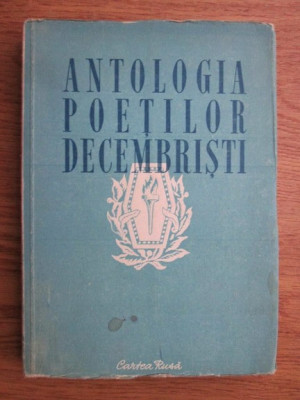 ANTOLOGIA
POEȚILOR
DECEMBRIȘTI
Cartea Rusă